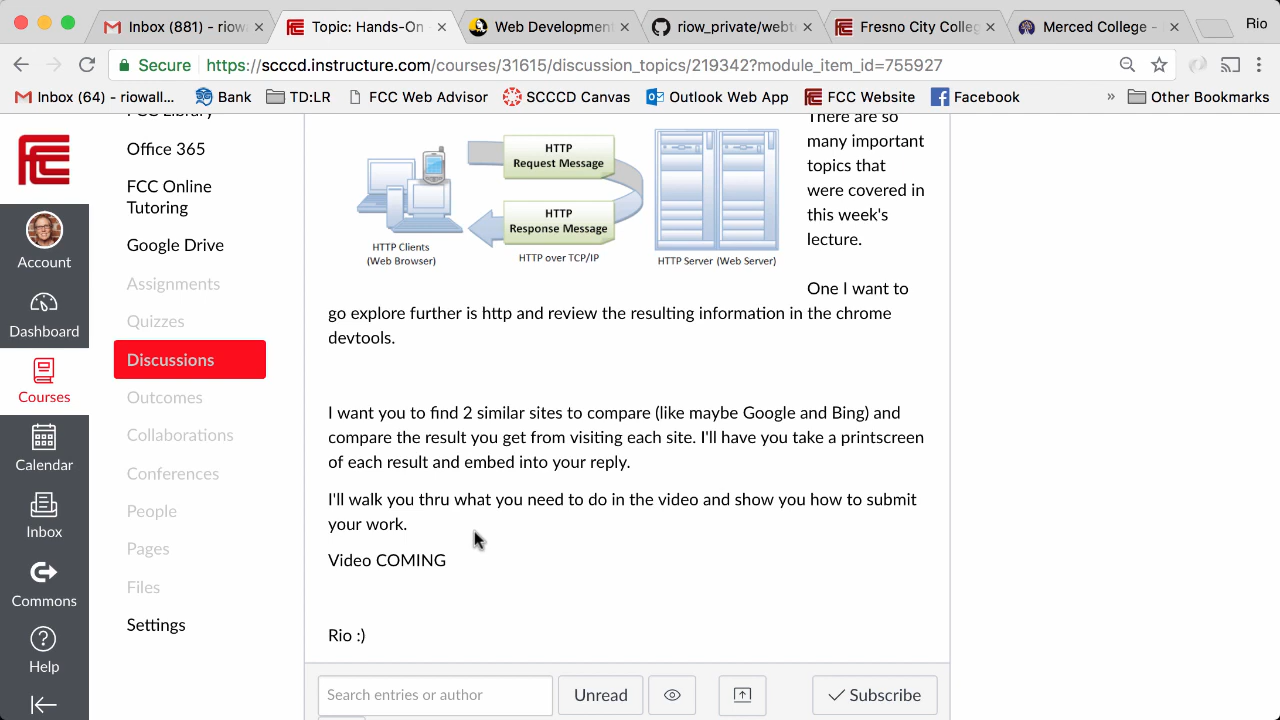 Inbox (881) - riow
Topic: Hands-On
Web Development
riow_private/webt
Fresno City Colleg
Merced College -
Rio
Secure
https://scccd.instructure.com/courses/31615/discussion_topics/219342?module_item_id=755927
Inbox (64) - riowall...
Bank
TD:LR
FCC Web Advisor
SCCCD Canvas
Outlook Web App
FCC Website
Facebook
»
Other Bookmarks
Account
Dashboard
Courses
Calendar
Inbox
Commons
Help
FCC Library
Office 365
FCC Online
Tutoring
Google Drive
Assignments
Quizzes
Discussions
Outcomes
Collaborations
Conferences
People
Pages
Files
Settings
HTTP
Request Message
HTTP
Response Message
HTTP Clients
(Web Browser)
HTTP over TCP/IP
HTTP Server (Web Server)
There are so
many important
topics that
were covered in
this week's
lecture.
One I want to
go explore further is http and review the resulting information in the chrome
devtools.
I want you to find 2 similar sites to compare (like maybe Google and Bing) and
compare the result you get from visiting each site. I'll have you take a printscreen
of each result and embed into your reply.
I'll walk you thru what you need to do in the video and show you how to submit
your work.
Video COMING
Rio :)
Search entries or author
Unread
Subscribe